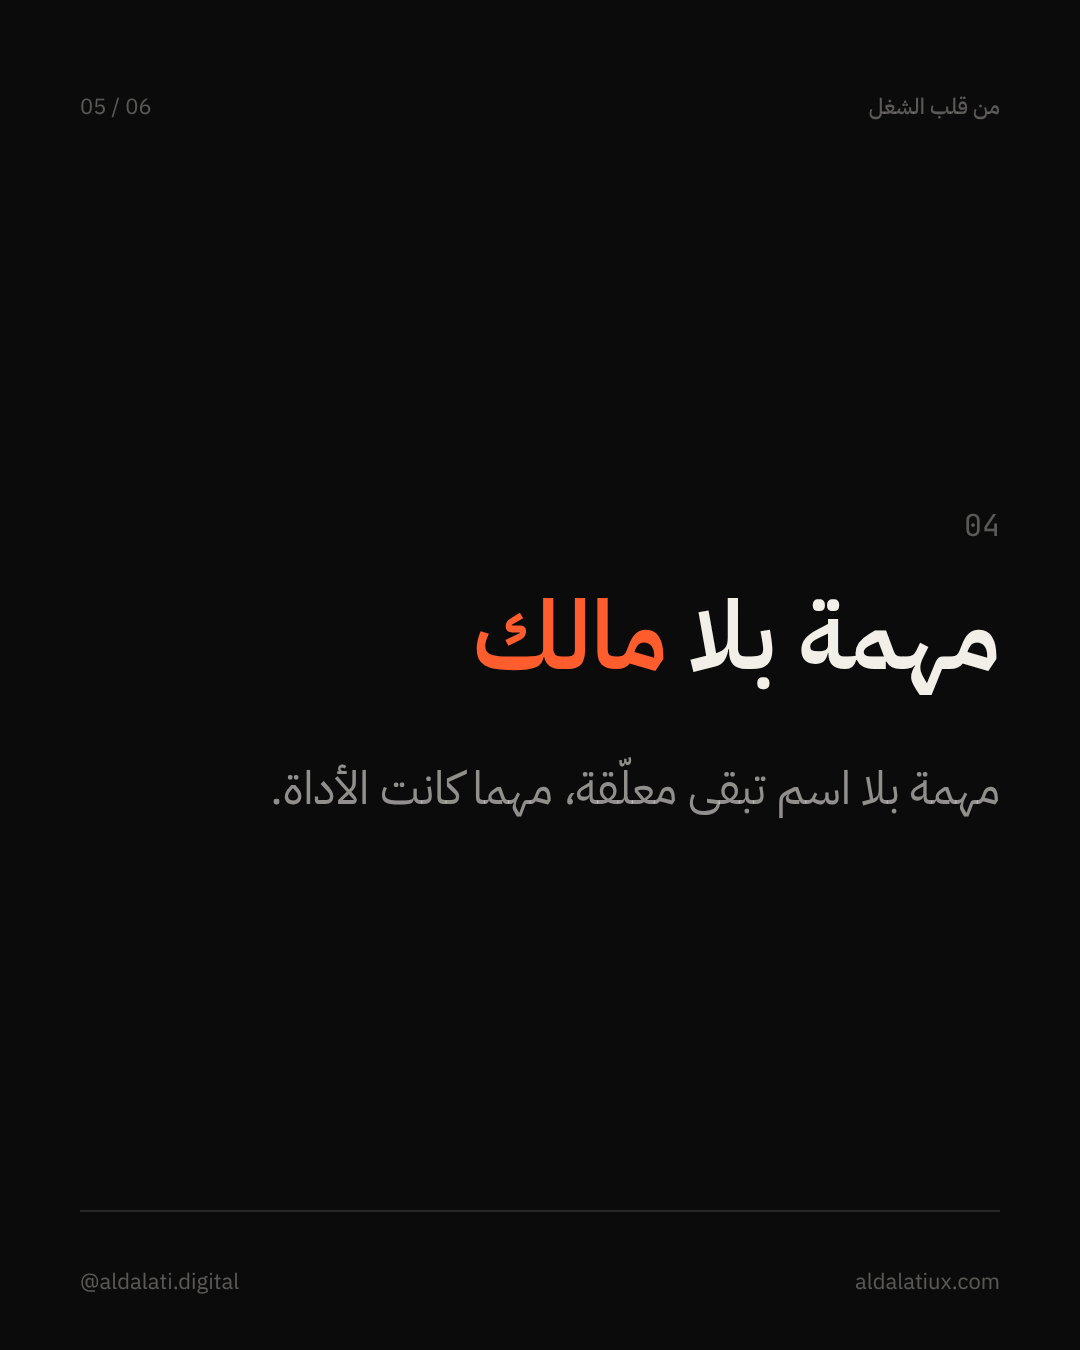 من قلب الشغل
05 / 06
04
مهمة بلا مالك
مهمة بلا اسم تبقى معلّقة، مهما كانت الأداة.
@aldalati.digital
aldalatiux.com